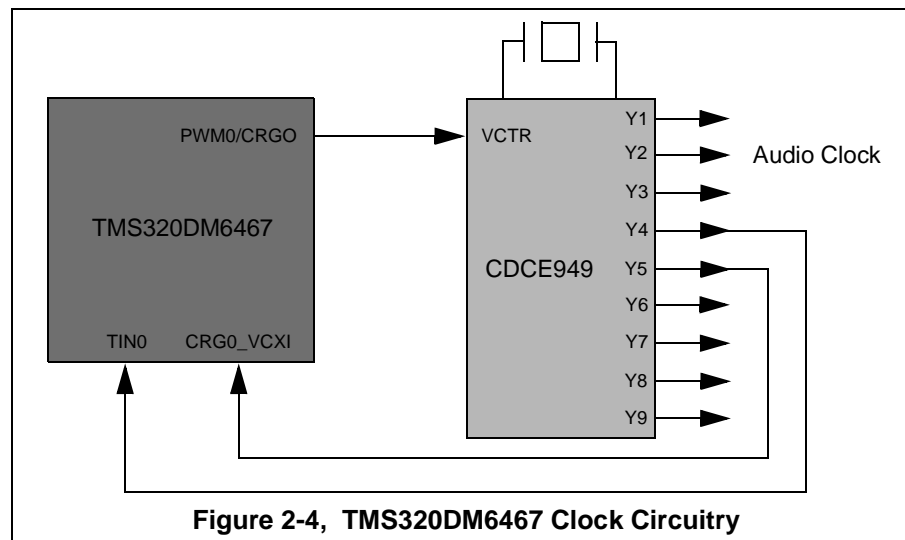 PWM0/CRGO
TMS320DM6467
TIN0
CRG0_VCXI
VCTR
CDCE949
Y1
Y2
Y3
Y4
Y5
Y6
Y7
Y8
Y9
Audio Clock
Figure 2-4, TMS320DM6467 Clock Circuitry